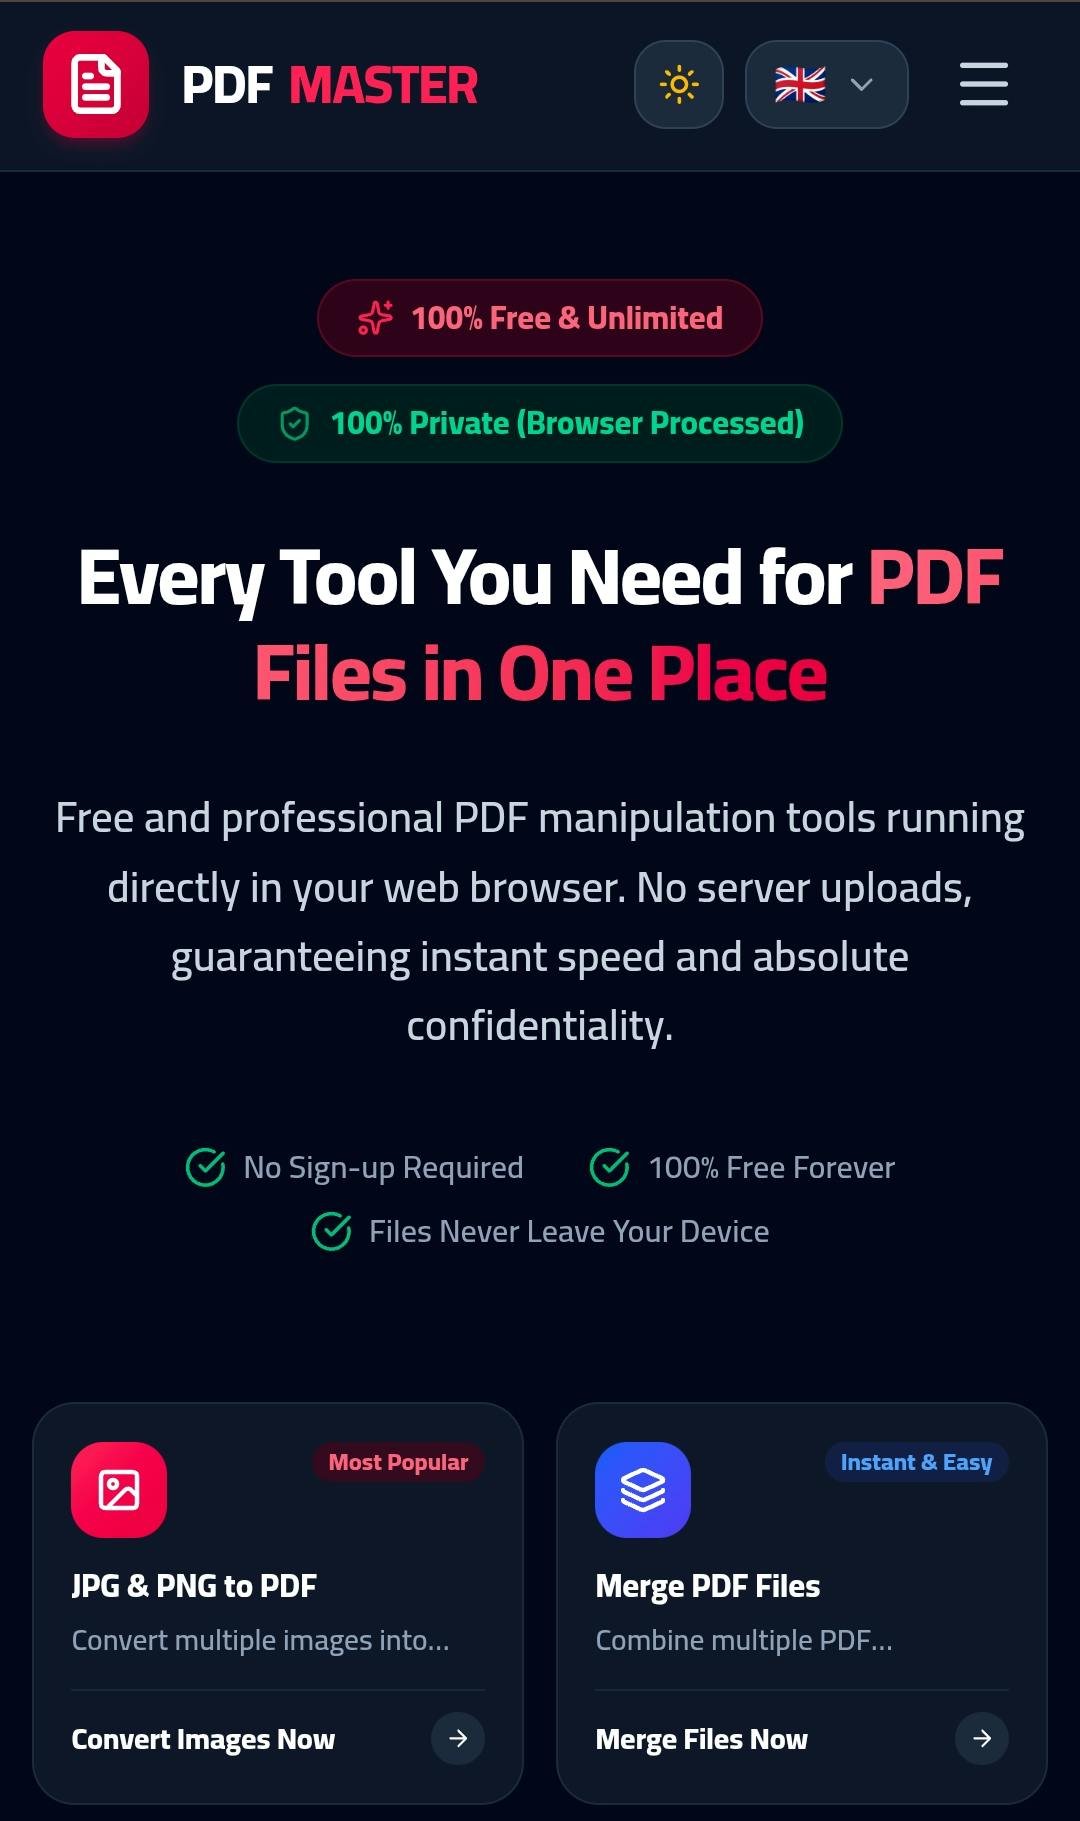 PDF MASTER
100% Free & Unlimited
100% Private (Browser Processed)
Every Tool You Need for PDF
Files in One Place
Free and professional PDF manipulation tools running
directly in your web browser. No server uploads,
guaranteeing instant speed and absolute
confidentiality.
No Sign-up Required
100% Free Forever
Files Never Leave Your Device
Most Popular
JPG & PNG to PDF
Convert multiple images into...
Convert Images Now
Instant & Easy
Merge PDF Files
Combine multiple PDF...
Merge Files Now